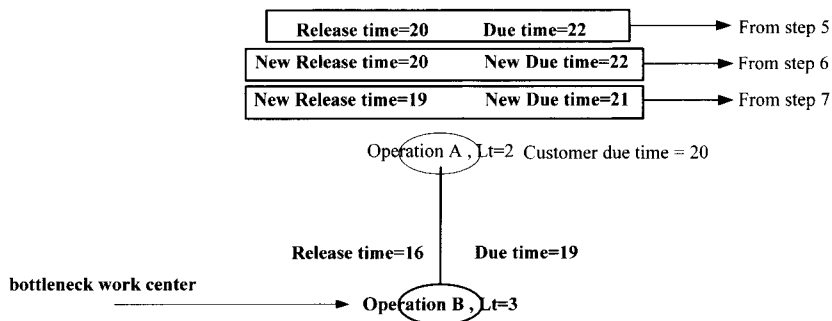 Release time=20 Due time=22 From step 5
New Release time=20 New Due time=22 From step 6
New Release time=19 New Due time=21 From step 7
Operation A , Lt=2 Customer due time = 20
Release time=16 Due time=19
bottleneck work center
Operation B , Lt=3